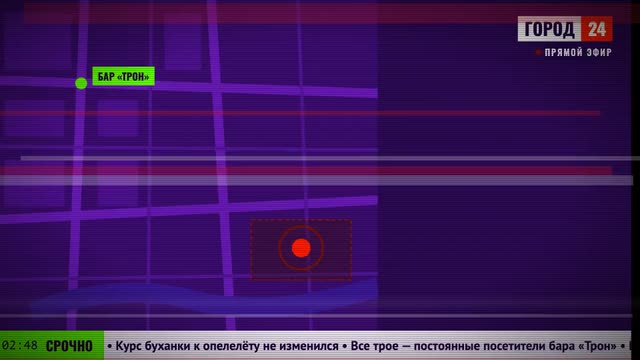 ГОРОД 24
ПРЯМОЙ ЭФИР
БАР «ТРОН»
02:48 СРОЧНО • Курс буханки к опелелёту не изменился • Все трое — постоянные посетители бара «Трон» •